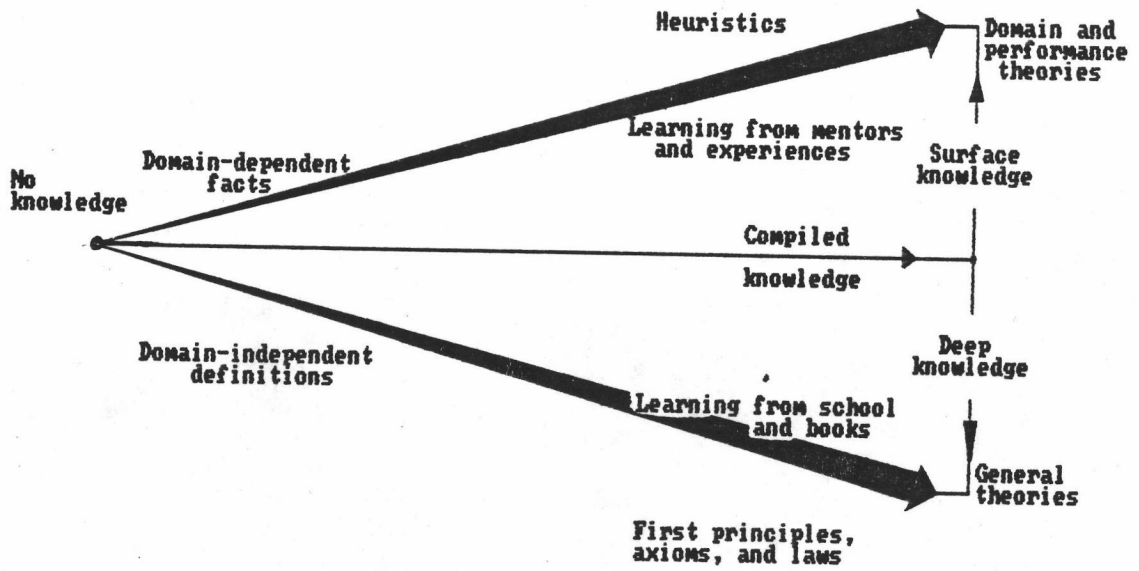 Heuristics
Domain and
performance
theories
Learning from mentors
and experiences
Surface
knowledge
Domain-dependent
facts
No
knowledge
Compiled
knowledge
Domain-independent
definitions
Deep
knowledge
Learning from school
and books
General
theories
First principles,
axioms, and laws